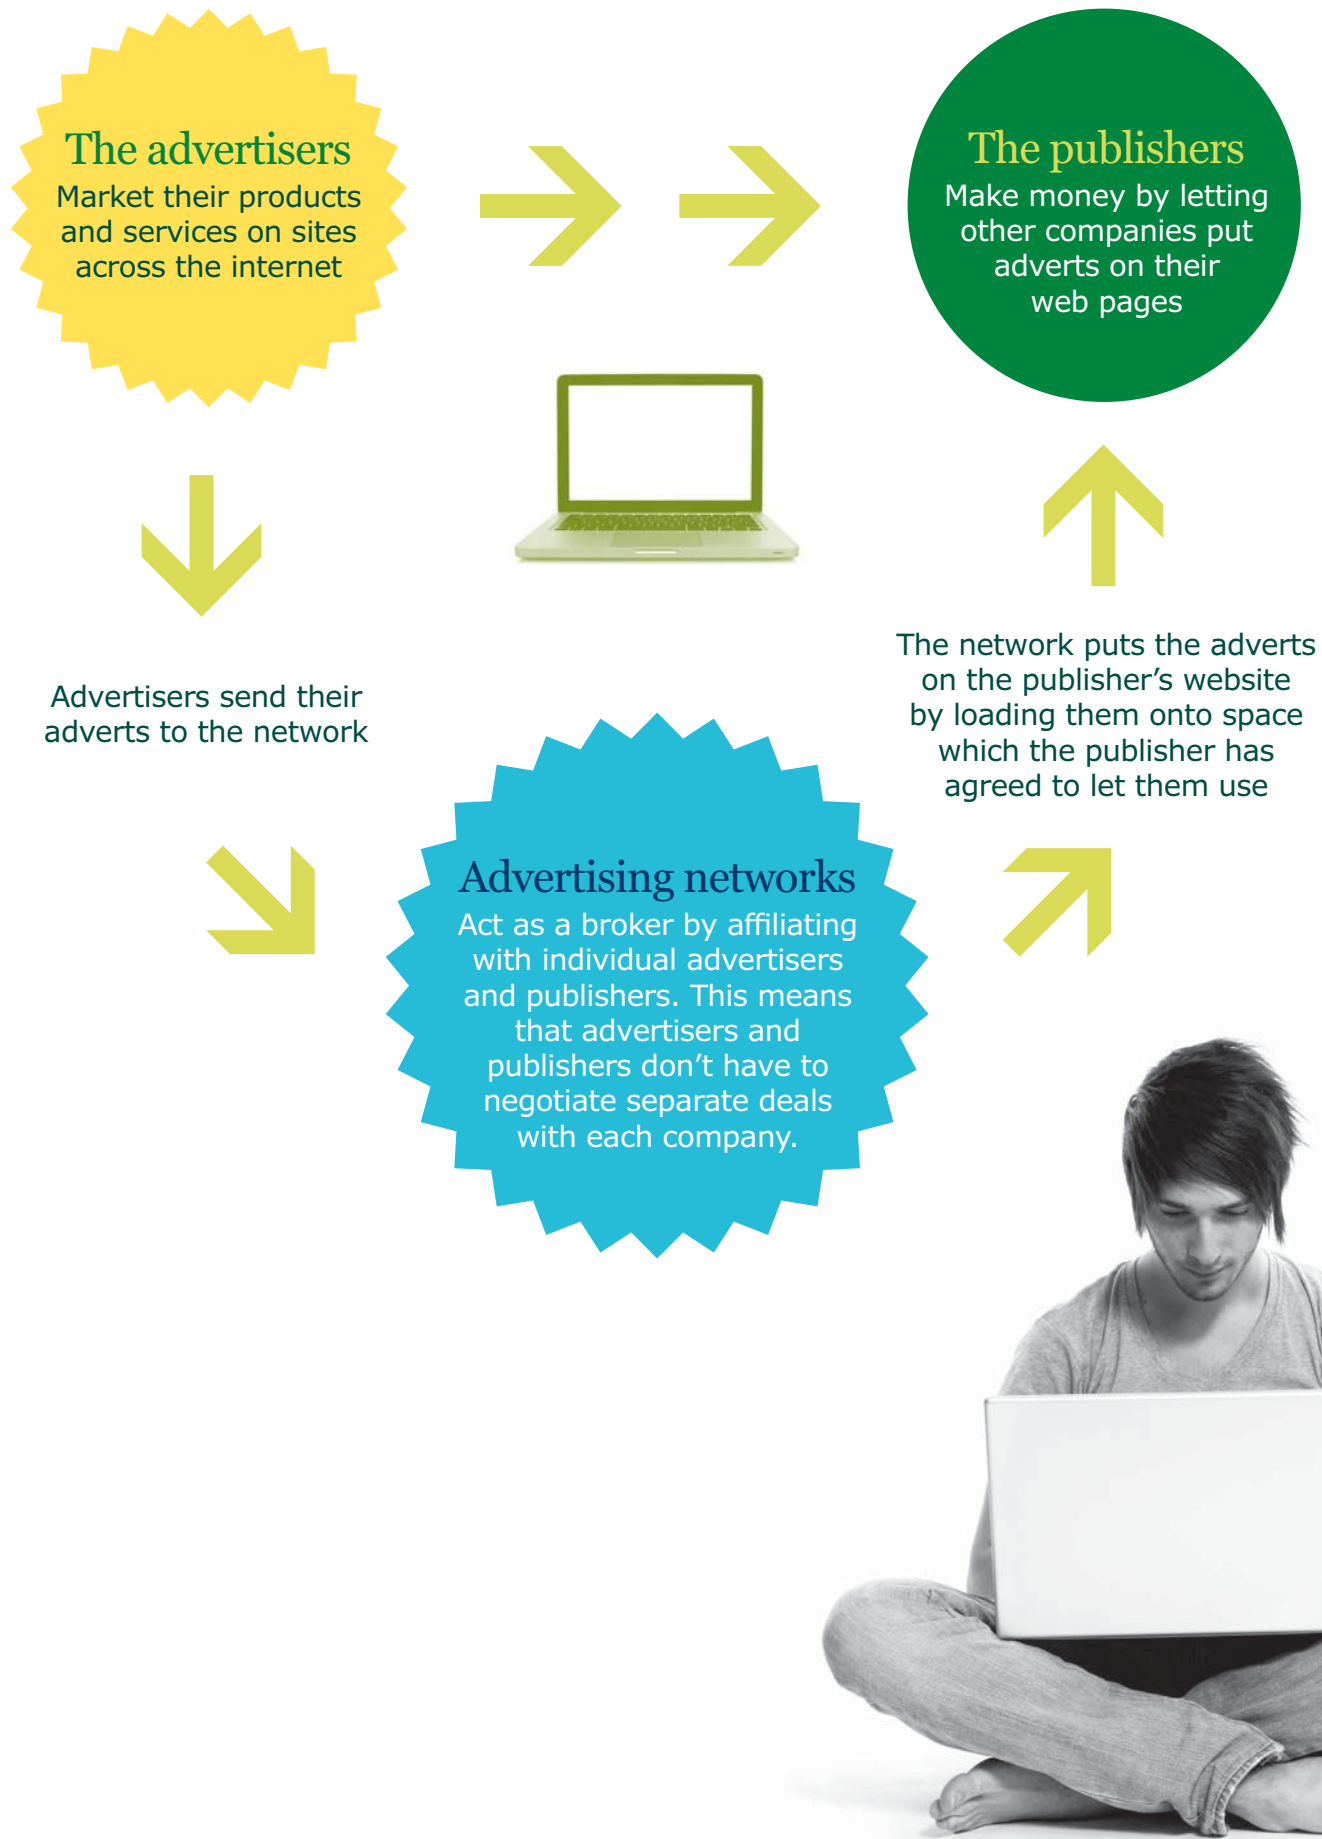 The advertisers
Market their products
and services on sites
across the internet
The publishers
Make money by letting
other companies put
adverts on their
web pages
Advertisers send their
adverts to the network
The network puts the adverts
on the publisher’s website
by loading them onto space
which the publisher has
agreed to let them use
Advertising networks
Act as a broker by affiliating
with individual advertisers
and publishers. This means
that advertisers and
publishers don’t have to
negotiate separate deals
with each company.